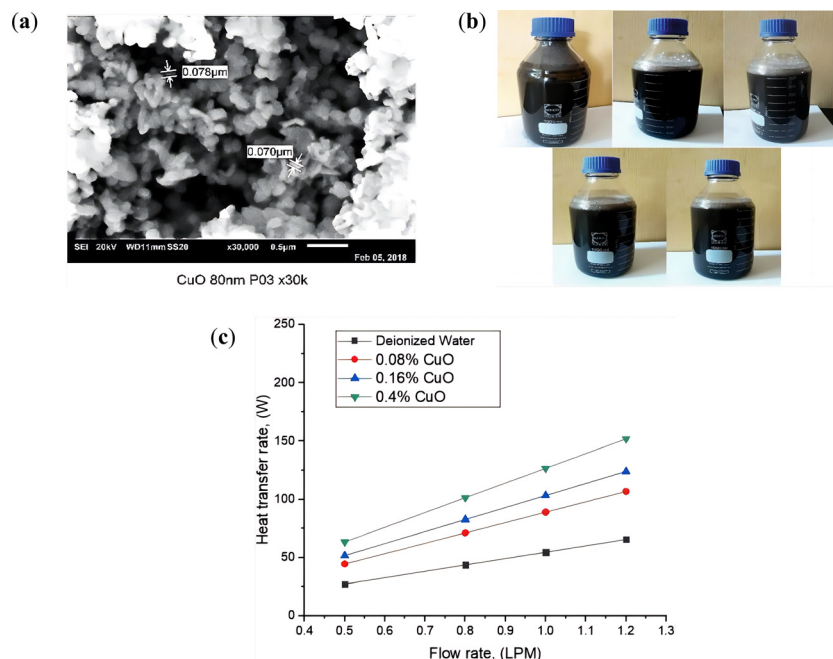 (a)
0.078µm
0.070µm
SEI 20kV WD11mm SS20 x30,000 0.5µm
Feb 05, 2018
CuO 80nm P03 x30k
(b)
(c)
Deionized Water
0.08% CuO
0.16% CuO
0.4% CuO
Heat transfer rate, (W)
250
200
150
100
50
0
0.4 0.5 0.6 0.7 0.8 0.9 1.0 1.1 1.2 1.3
Flow rate, (LPM)